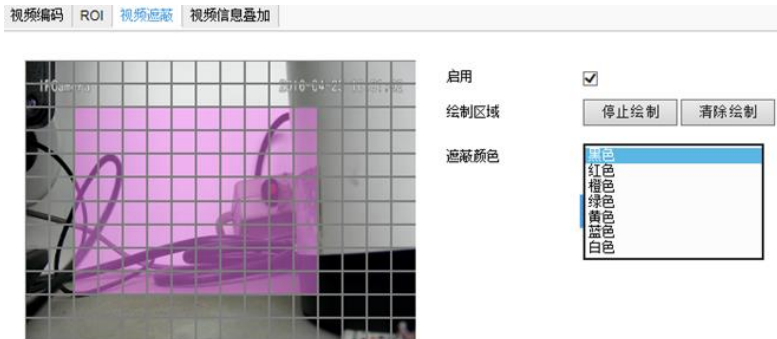 视频编码 ROI 视频遮蔽 视频信息叠加
启用
绘制区域 停止绘制 清除绘制
遮蔽颜色
黑色
红色
橙色
绿色
黄色
蓝色
白色